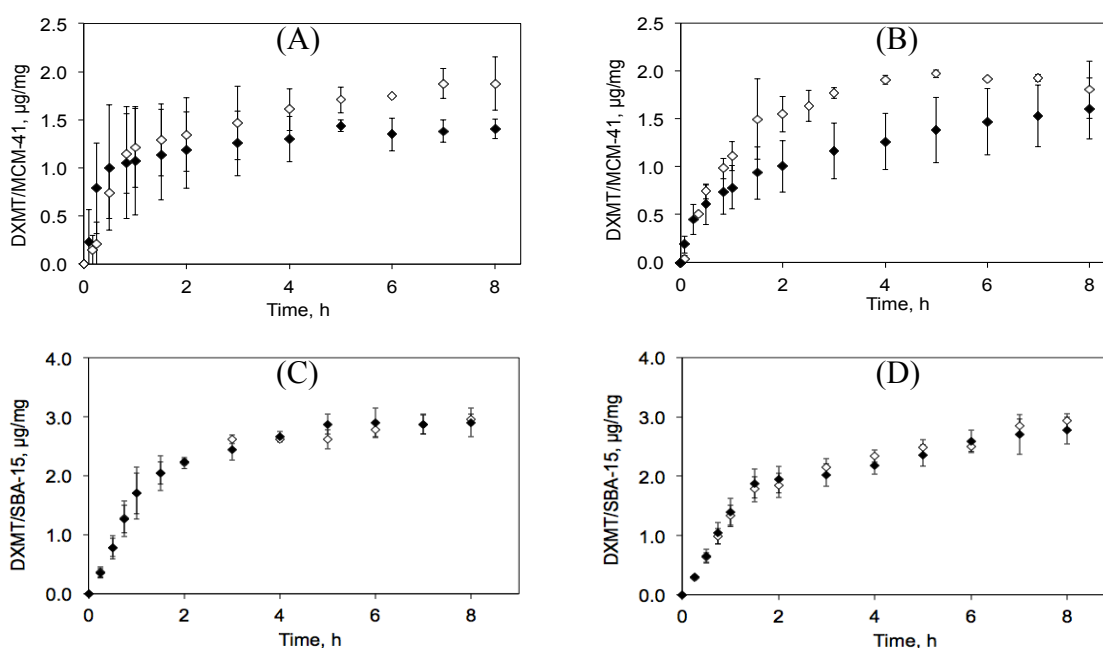 (A)
DXMT/MCM-41, µg/mg
2.5
2.0
1.5
1.0
0.5
0.0
0 2 4 6 8
Time, h
(B)
DXMT/MCM-41, µg/mg
2.5
2.0
1.5
1.0
0.5
0.0
0 2 4 6 8
Time, h
(C)
DXMT/SBA-15, µg/mg
4.0
3.0
2.0
1.0
0.0
0 2 4 6 8
Time, h
(D)
DXMT/SBA-15, µg/mg
4.0
3.0
2.0
1.0
0.0
0 2 4 6 8
Time, h